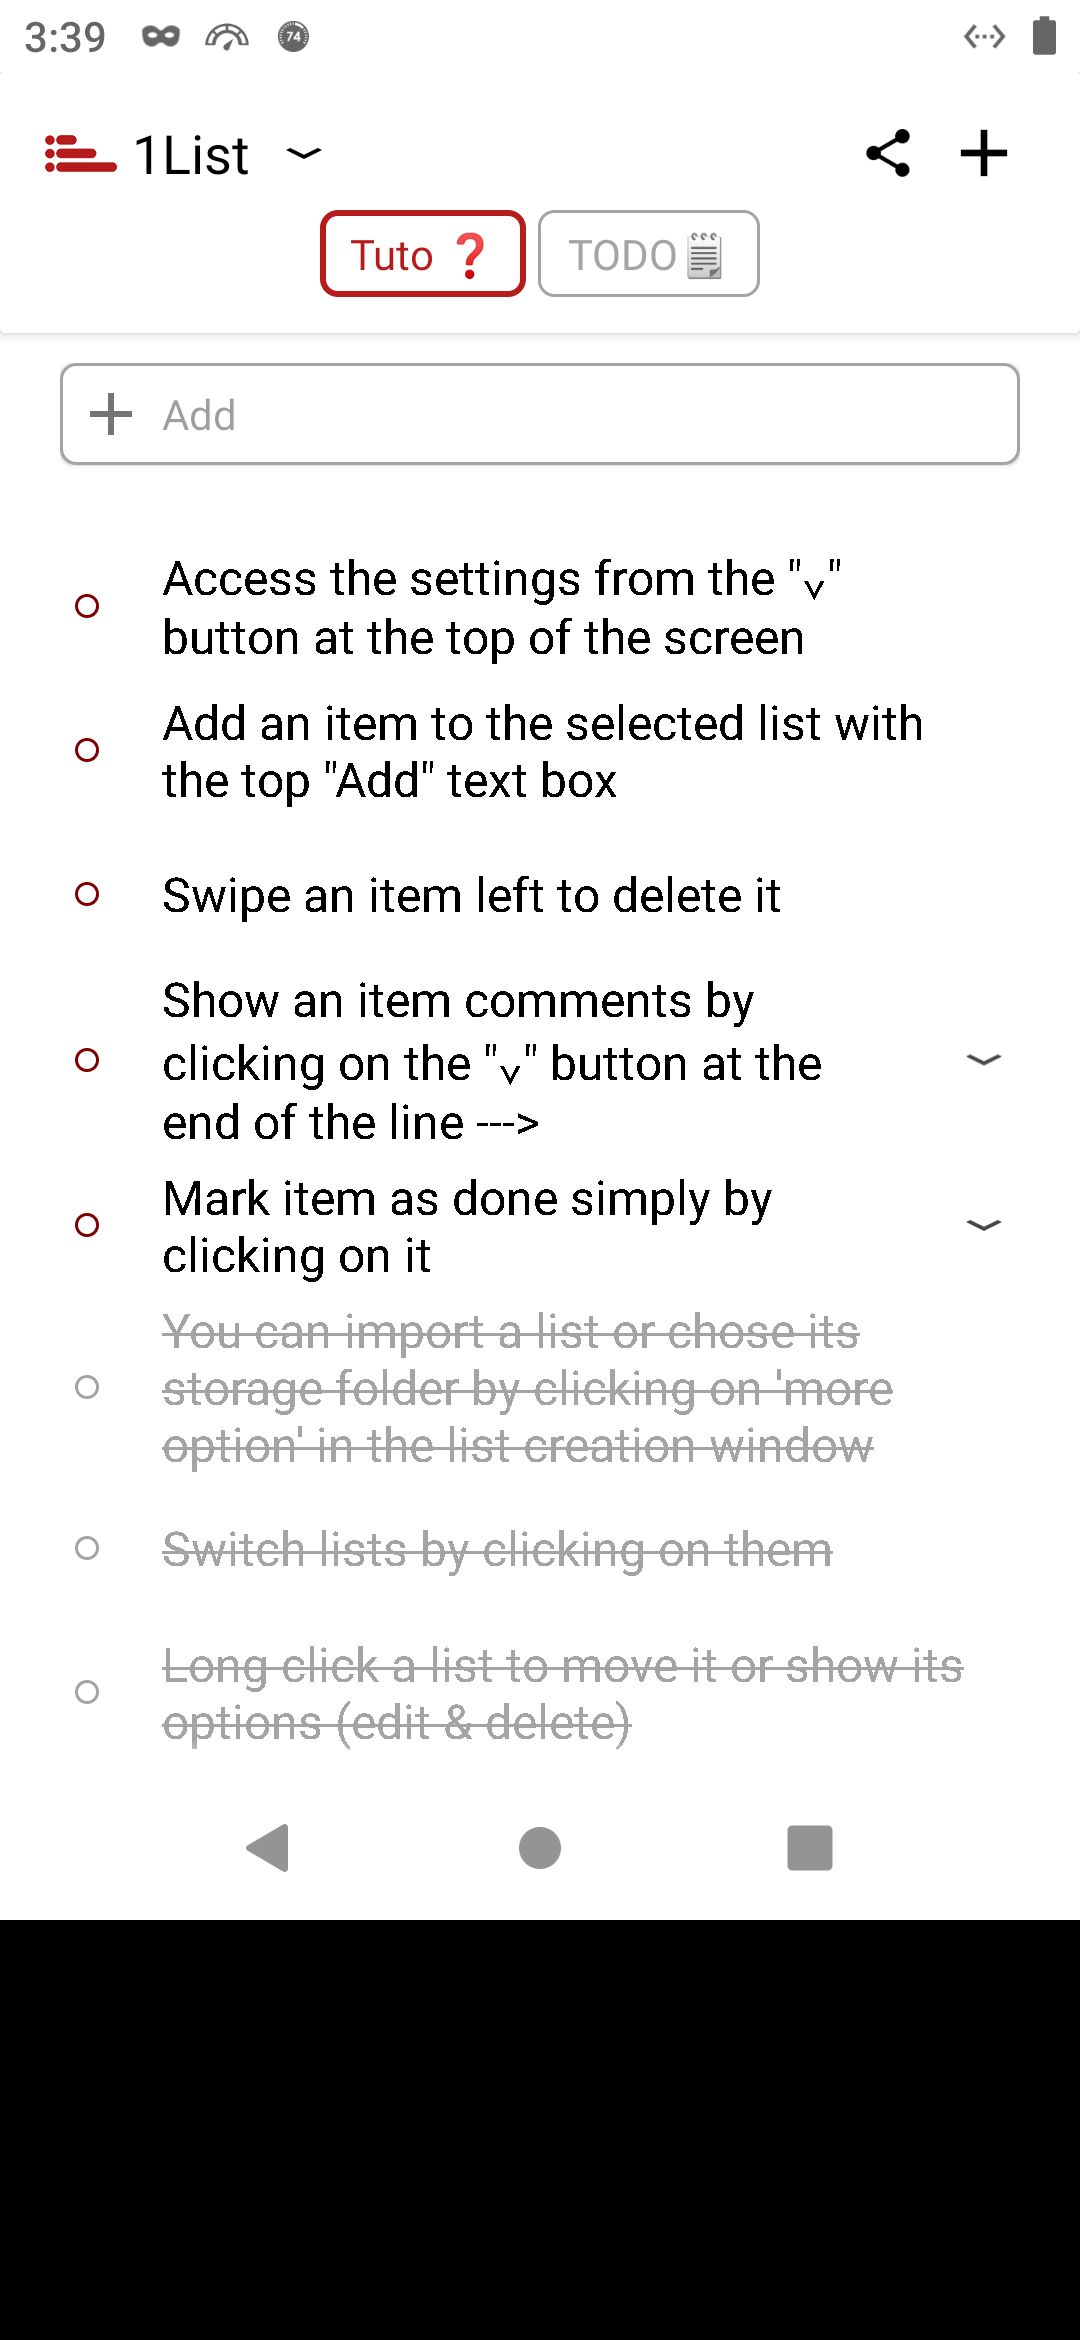 3:39
74
1List
Tuto ❓
TODO🗒
Add
Access the settings from the "v"
button at the top of the screen
Add an item to the selected list with
the top "Add" text box
Swipe an item left to delete it
Show an item comments by
clicking on the "v" button at the
end of the line --->
Mark item as done simply by
clicking on it
You can import a list or chose its
storage folder by clicking on 'more
option' in the list creation window
Switch lists by clicking on them
Long click a list to move it or show its
options (edit & delete)